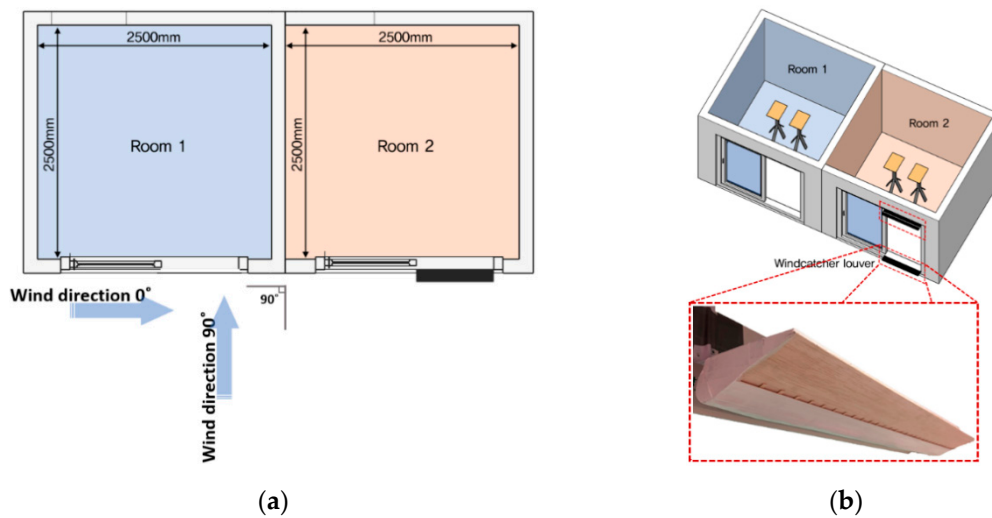 2500mm
2500mm
2500mm
2500mm
Room 1
Room 2
Wind direction 0˚
90˚
Wind direction 90˚
(a)
Room 1
Room 2
Windcatcher louver
(b)